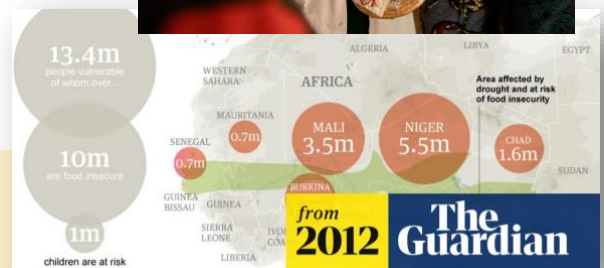 13.4m
people vulnerable
of whom over...
10m
are food insecure
1m
children are at risk
ALGERIA
LIBYA
EGYPT
WESTERN
SAHARA
AFRICA
Area affected by
drought and at risk
of food insecurity
MAURITANIA
0.7m
MALI
3.5m
NIGER
5.5m
CHAD
1.6m
SENEGAL
0.7m
SUDAN
BURKINA
GUINEA
BISSAU
GUINEA
SIERRA
LEONE
LIBERIA
from
2012
The
Guardian